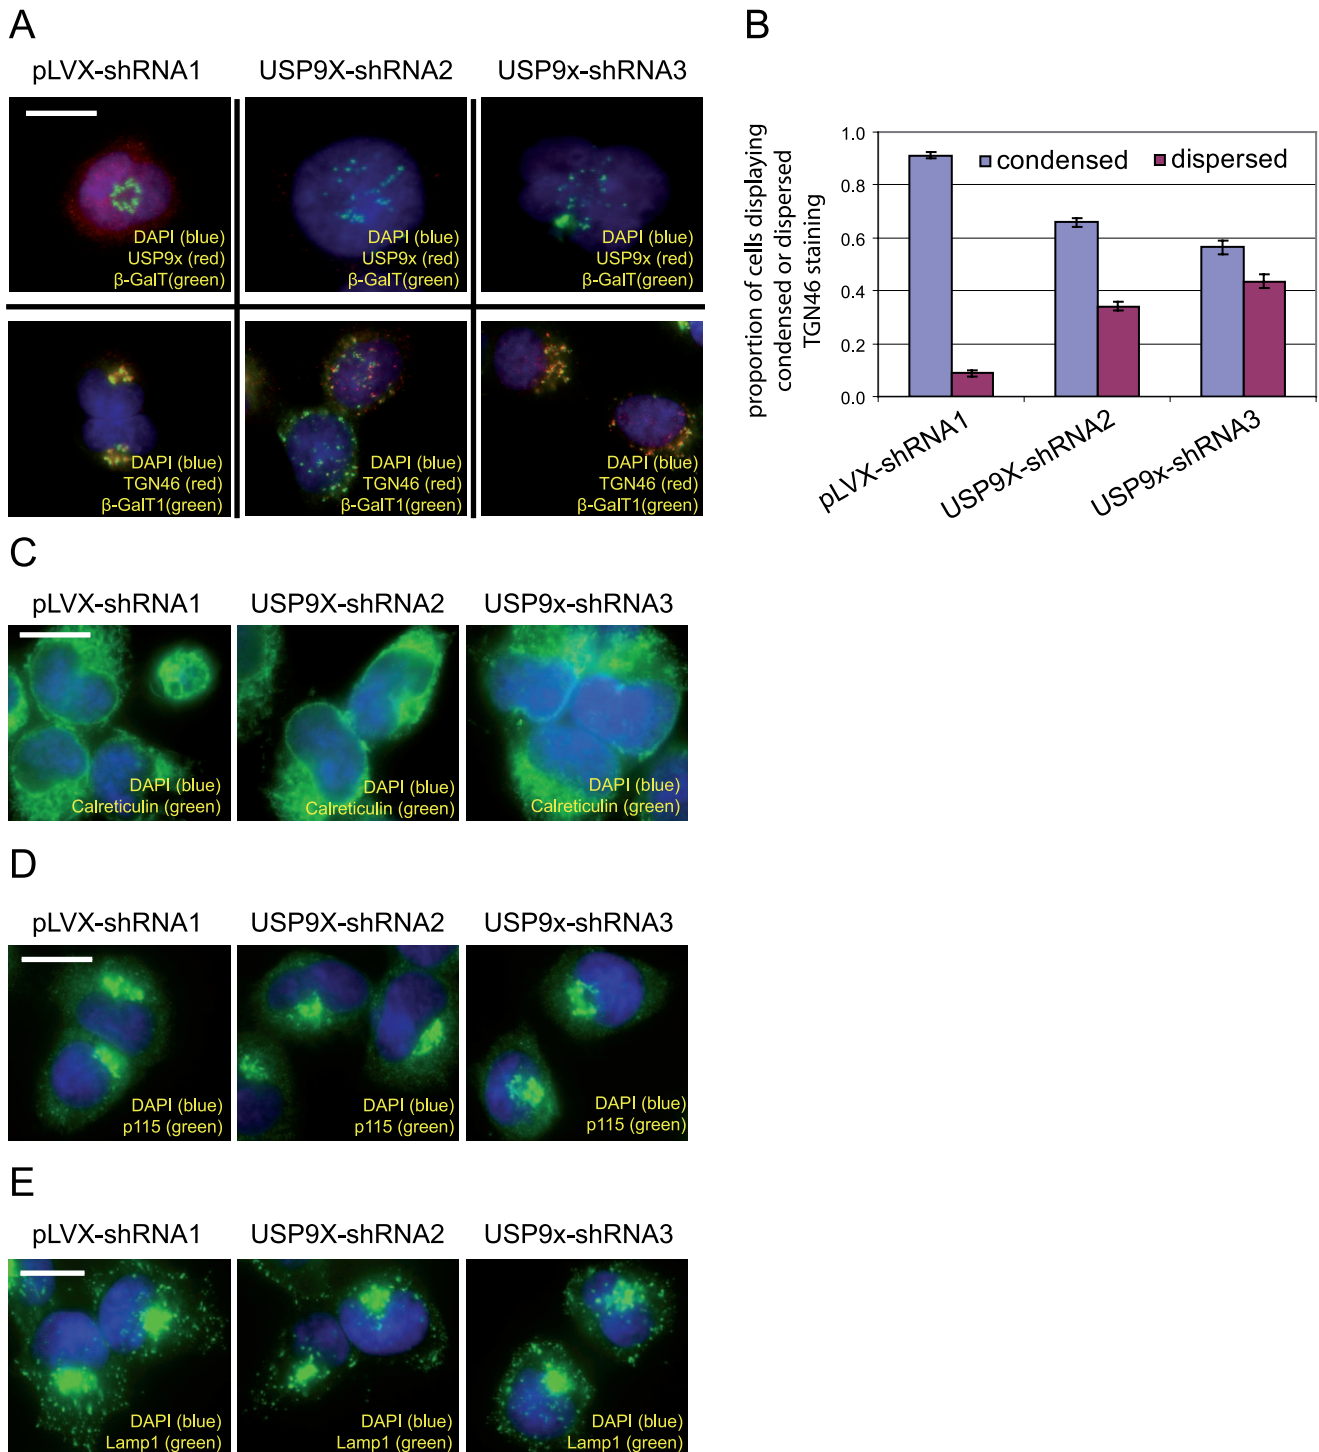 A
pLVX-shRNA1
USP9X-shRNA2
USP9x-shRNA3
DAPI (blue)
USP9x (red)
β-GalT(green)
DAPI (blue)
USP9x (red)
β-GalT(green)
DAPI (blue)
USP9x (red)
β-GalT(green)
DAPI (blue)
TGN46 (red)
β-GalT1(green)
DAPI (blue)
TGN46 (red)
β-GalT1(green)
DAPI (blue)
TGN46 (red)
β-GalT1(green)
B
proportion of cells displaying
condensed or dispersed
TGN46 staining
1.0
0.8
0.6
0.4
0.2
0.0
condensed
dispersed
pLVX-shRNA1
USP9X-shRNA2
USP9x-shRNA3
C
pLVX-shRNA1
USP9X-shRNA2
USP9x-shRNA3
DAPI (blue)
Calreticulin (green)
DAPI (blue)
Calreticulin (green)
DAPI (blue)
Calreticulin (green)
D
pLVX-shRNA1
USP9X-shRNA2
USP9x-shRNA3
DAPI (blue)
p115 (green)
DAPI (blue)
p115 (green)
DAPI (blue)
p115 (green)
E
pLVX-shRNA1
USP9X-shRNA2
USP9x-shRNA3
DAPI (blue)
Lamp1 (green)
DAPI (blue)
Lamp1 (green)
DAPI (blue)
Lamp1 (green)